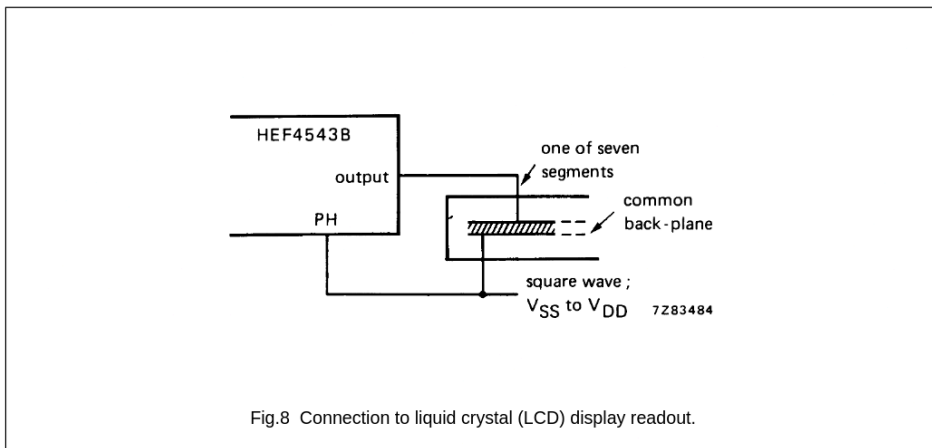 HEF4543B
output
PH
one of seven
segments
common
back-plane
square wave;
VSS to VDD
7Z83484
Fig.8 Connection to liquid crystal (LCD) display readout.